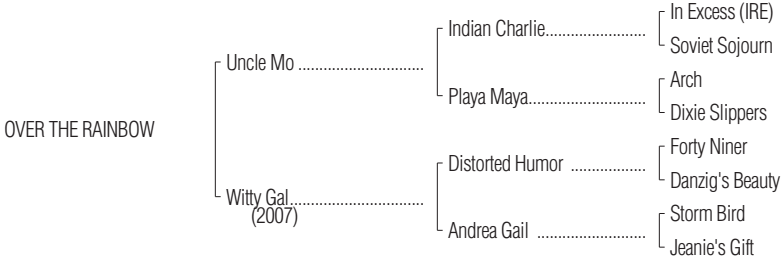 OVER THE RAINBOW
Uncle Mo ..............................
Witty Gal................................
(2007)
Indian Charlie........................
Playa Maya............................
Distorted Humor ..................
Andrea Gail ..........................
In Excess (IRE)
Soviet Sojourn
Arch
Dixie Slippers
Forty Niner
Danzig's Beauty
Storm Bird
Jeanie's Gift